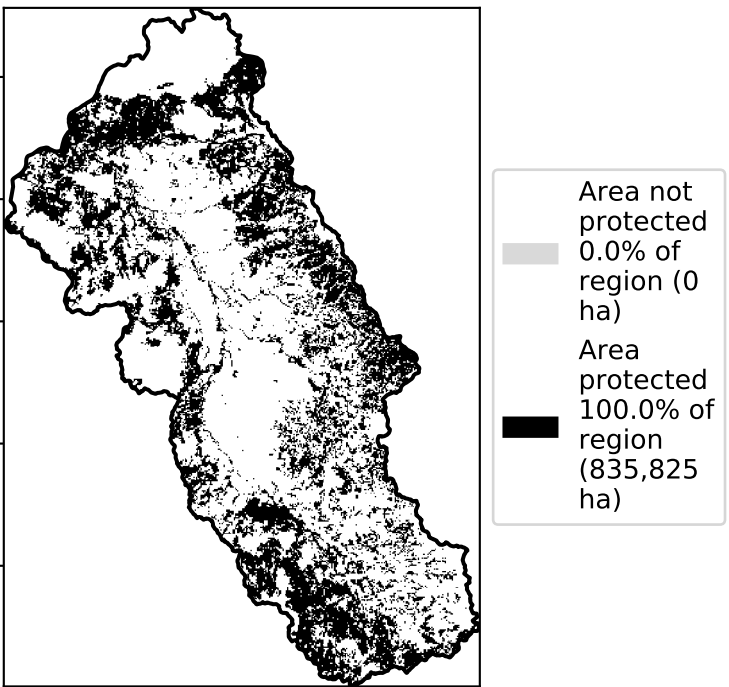 Area not
protected
0.0% of
region (0
ha)
Area
protected
100.0% of
region
(835,825
ha)